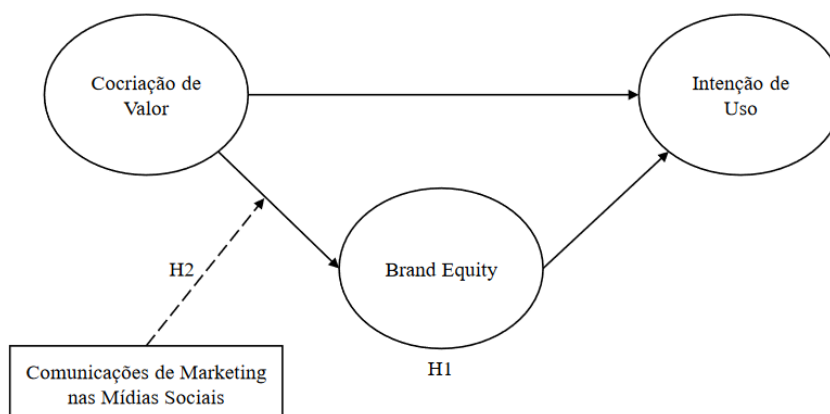 Cocriação de
Valor
Intenção de
Uso
Brand Equity
H2
H1
Comunicações de Marketing
nas Mídias Sociais